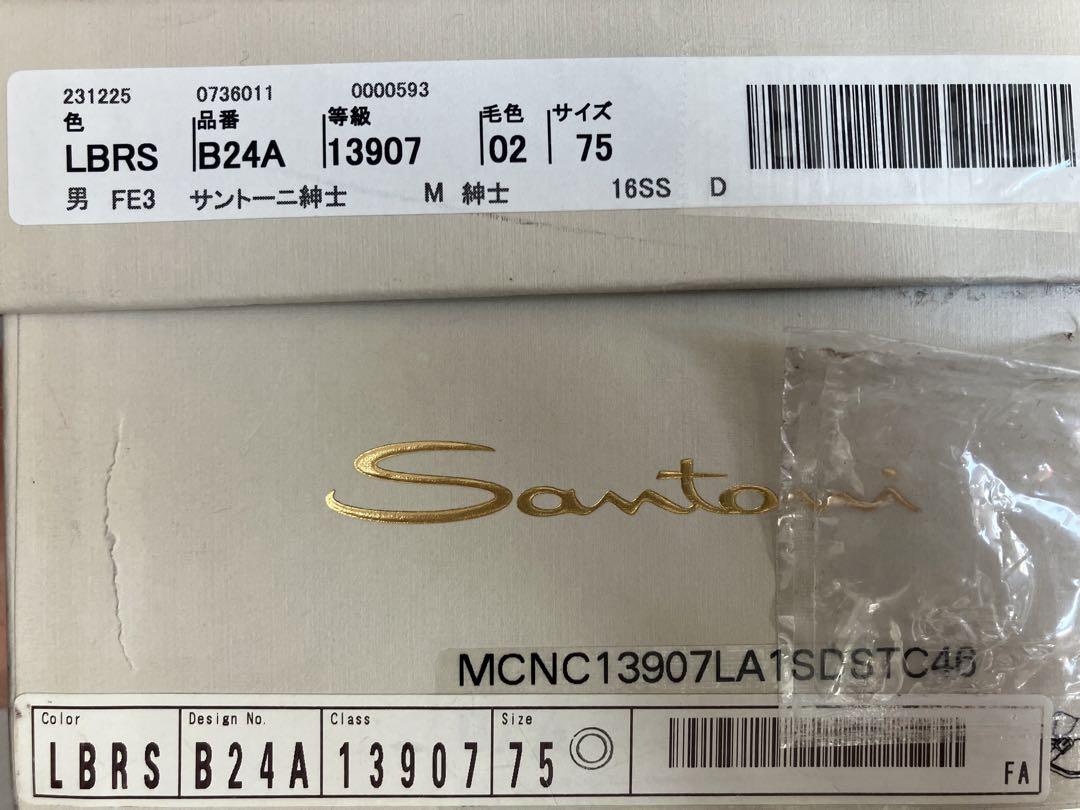 231225 0736011 0000593
色 品番 等級 毛色 サイズ
LBRS B24A 13907 02 75
男 FE3 サントーニ紳士 M 紳士 16SS D
Santoni
MCNC13907LA1SDSTC46
Color Design No. Class Size
LBRS B24A 13907 75 ◎
FA